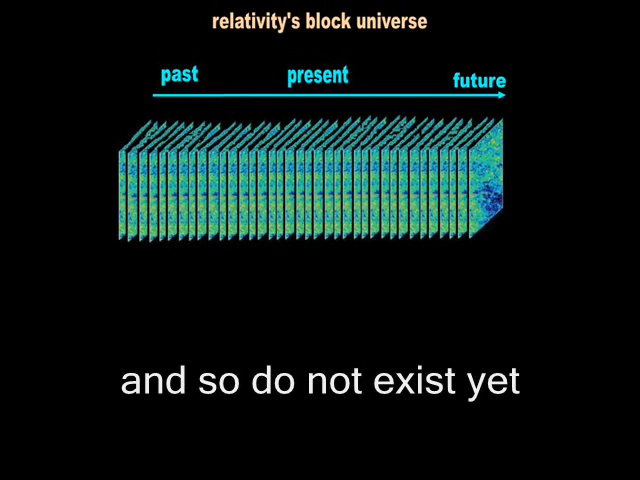 relativity's block universe
past present future
and so do not exist yet